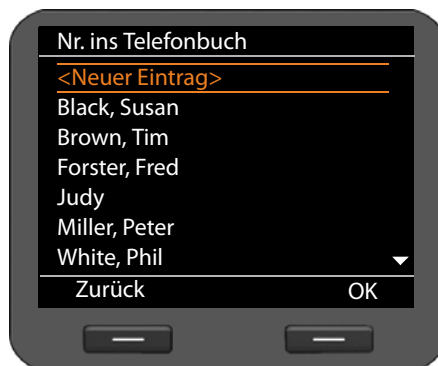 Nr. ins Telefonbuch
<Neuer Eintrag>
Black, Susan
Brown, Tim
Forster, Fred
Judy
Miller, Peter
White, Phil
Zurück OK